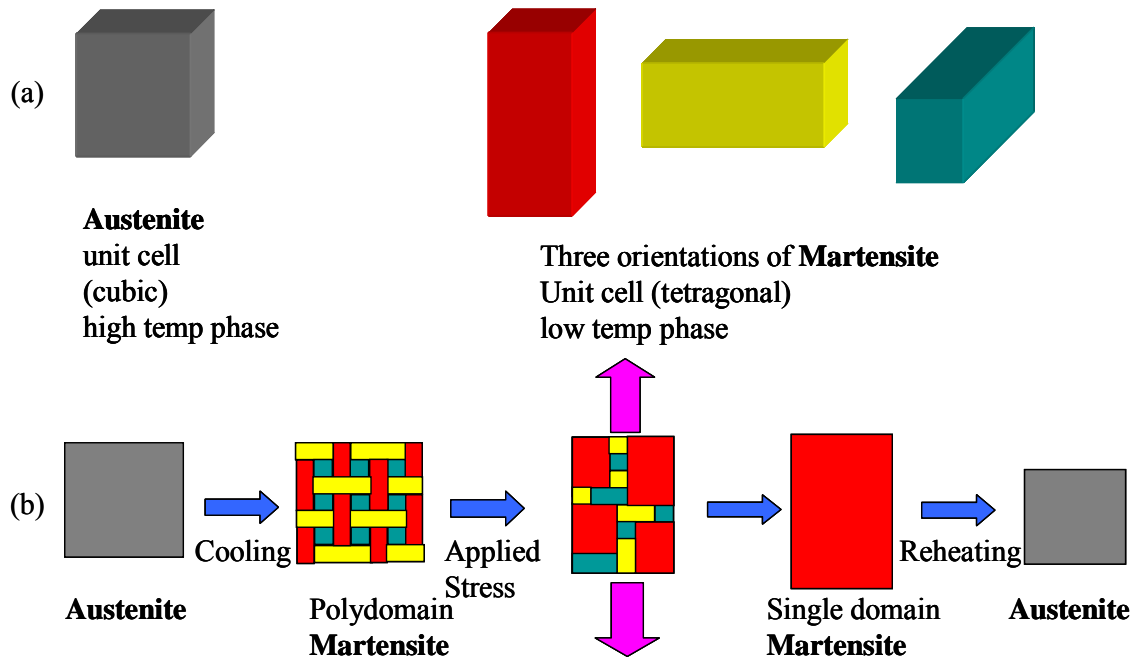 (a)
Austenite
unit cell
(cubic)
high temp phase
Three orientations of Martensite
Unit cell (tetragonal)
low temp phase
(b)
Cooling
Applied
Stress
Reheating
Austenite
Polydomain
Martensite
Single domain
Martensite
Austenite